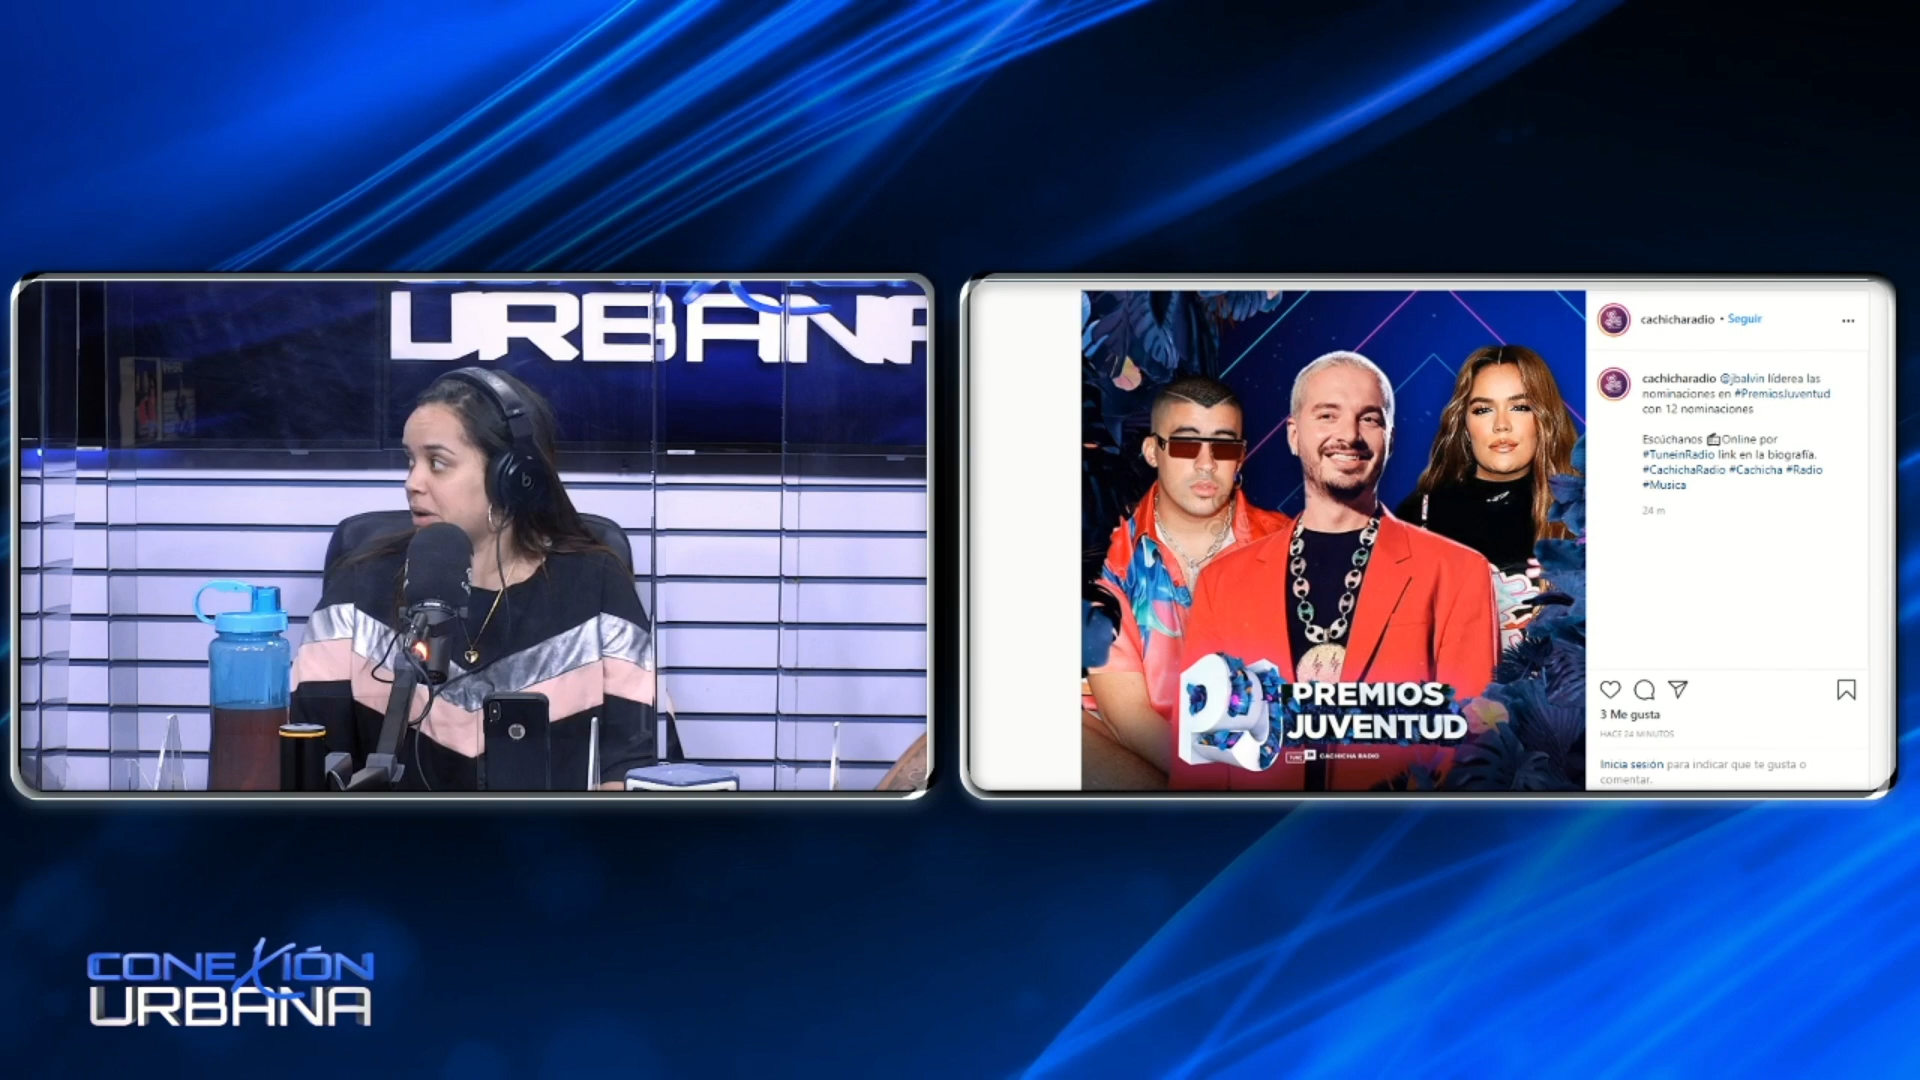 URBANA
cachicharadio • Seguir
cachicharadio @jbalvin líderea las
nominaciones en #PremiosJuventud
con 12 nominaciones
Escúchanos 📻Online por
#TuneinRadio link en la biografía.
#CachichaRadio #Cachicha #Radio
#Musica
24 m
PREMIOS
JUVENTUD
CACHICHA RADIO
3 Me gusta
HACE 24 MINUTOS
Inicia sesión para indicar que te gusta o
comentar.
CONEXIÓN
URBANA